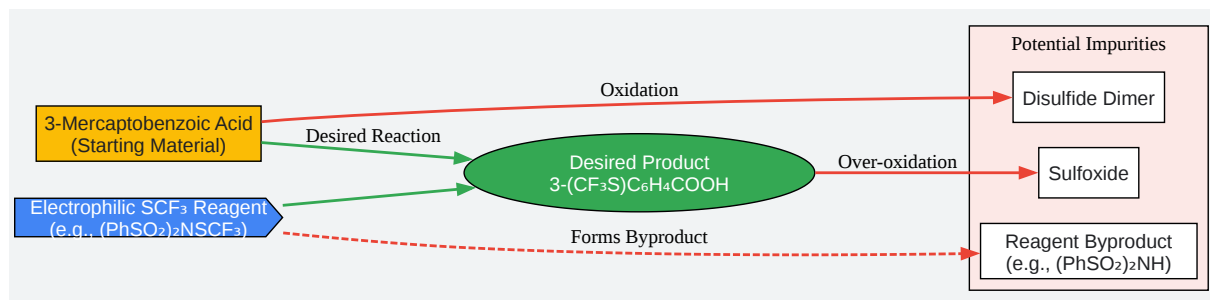 Potential Impurities
Oxidation
Disulfide Dimer
3-Mercaptobenzoic Acid
(Starting Material)
Desired Reaction
Desired Product
3-(CF₃S)C₆H₄COOH
Over-oxidation
Sulfoxide
Electrophilic SCF₃ Reagent
(e.g., (PhSO₂)₂NSCF₃)
Forms Byproduct
Reagent Byproduct
(e.g., (PhSO₂)₂NH)